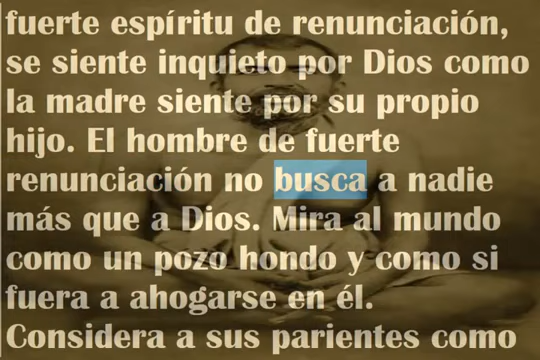 fuerte espíritu de renunciación,
se siente inquieto por Dios como
la madre siente por su propio
hijo. El hombre de fuerte
renunciación no busca a nadie
más que a Dios. Mira al mundo
como un pozo hondo y como si
fuera a ahogarse en él.
Considera a sus parientes como